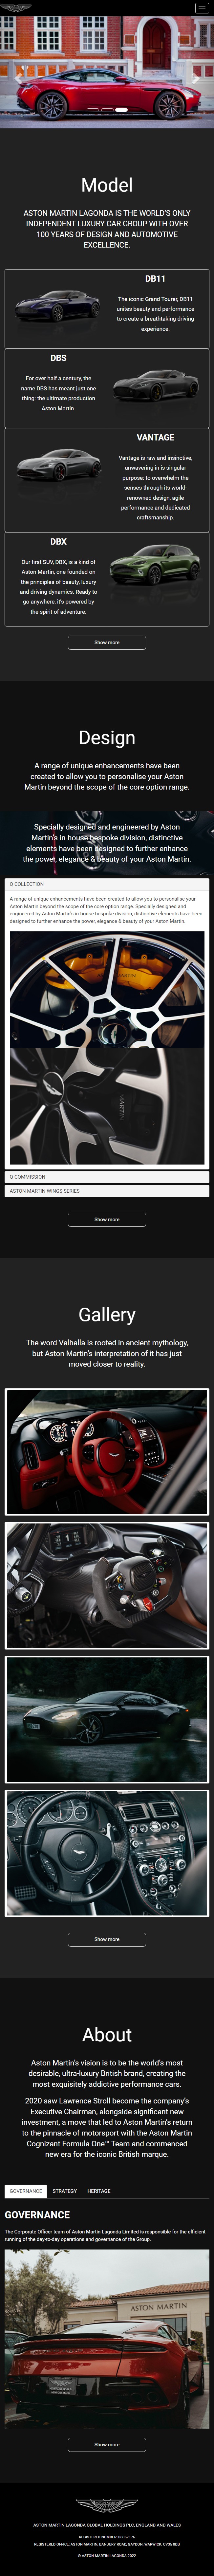 Model
ASTON MARTIN LAGONDA IS THE WORLD'S ONLY
INDEPENDENT LUXURY CAR GROUP WITH OVER
100 YEARS OF DESIGN AND AUTOMOTIVE
EXCELLENCE.
DB11
The iconic Grand Tourer, DB11
unites beauty and performance
to create a breathtaking driving
experience.
DBS
For over half a century, the
name DBS has meant just one
thing: the ultimate production
Aston Martin.
VANTAGE
Vantage is raw and instinctive,
unwavering in is singular
purpose: to overwhelm the
senses through its world-
renowned design, agile
performance and dedicated
craftsmanship.
DBX
Our first SUV, DBX, is a kind of
Aston Martin, one founded on
the principles of beauty, luxury
and driving dynamics. Ready to
go anywhere, it's powered by
the spirit of adventure.
Show more
Design
A range of unique enhancements have been
created to allow you to personalise your Aston
Martin beyond the scope of the core option range.
Specially designed and engineered by Aston
Martin's in-house bespoke division, distinctive
elements have been designed to further enhance
the power, elegance & beauty of your Aston Martin.
Q COLLECTION
A range of unique enhancements have been created to allow you to personalise your
Aston Martin beyond the scope of the core option range. Specially designed and
engineered by Aston Martin's in-house bespoke division, distinctive elements have been
designed to further enhance the power, elegance & beauty of your Aston Martin.
Q COMMISSION
ASTON MARTIN WINGS SERIES
Show more
Gallery
The word Valhalla is rooted in ancient mythology,
but Aston Martin's interpretation of it has just
moved closer to reality.
Show more
About
Aston Martin's vision is to be the world's most
desirable, ultra-luxury British brand, creating the
most exquisitely addictive performance cars.
2020 saw Lawrence Stroll become the company's
Executive Chairman, alongside significant new
investment, a move that led to Aston Martin's return
to the pinnacle of motorsport with the Aston Martin
Cognizant Formula One™ Team and commenced
new era for the iconic British marque.
GOVERNANCE STRATEGY HERITAGE
GOVERNANCE
The Corporate Officer team of Aston Martin Lagonda Limited is responsible for the efficient
running of the day-to-day operations and governance of the Group.
ASTON MARTIN
Show more
ASTON MARTIN LAGONDA GLOBAL HOLDINGS PLC, ENGLAND AND WALES
REGISTERED NUMBER: 06067176
REGISTERED OFFICE: ASTON MARTIN, BANBURY ROAD, GAYDON, WARWICK, CV35 0DB
© ASTON MARTIN LAGONDA 2022